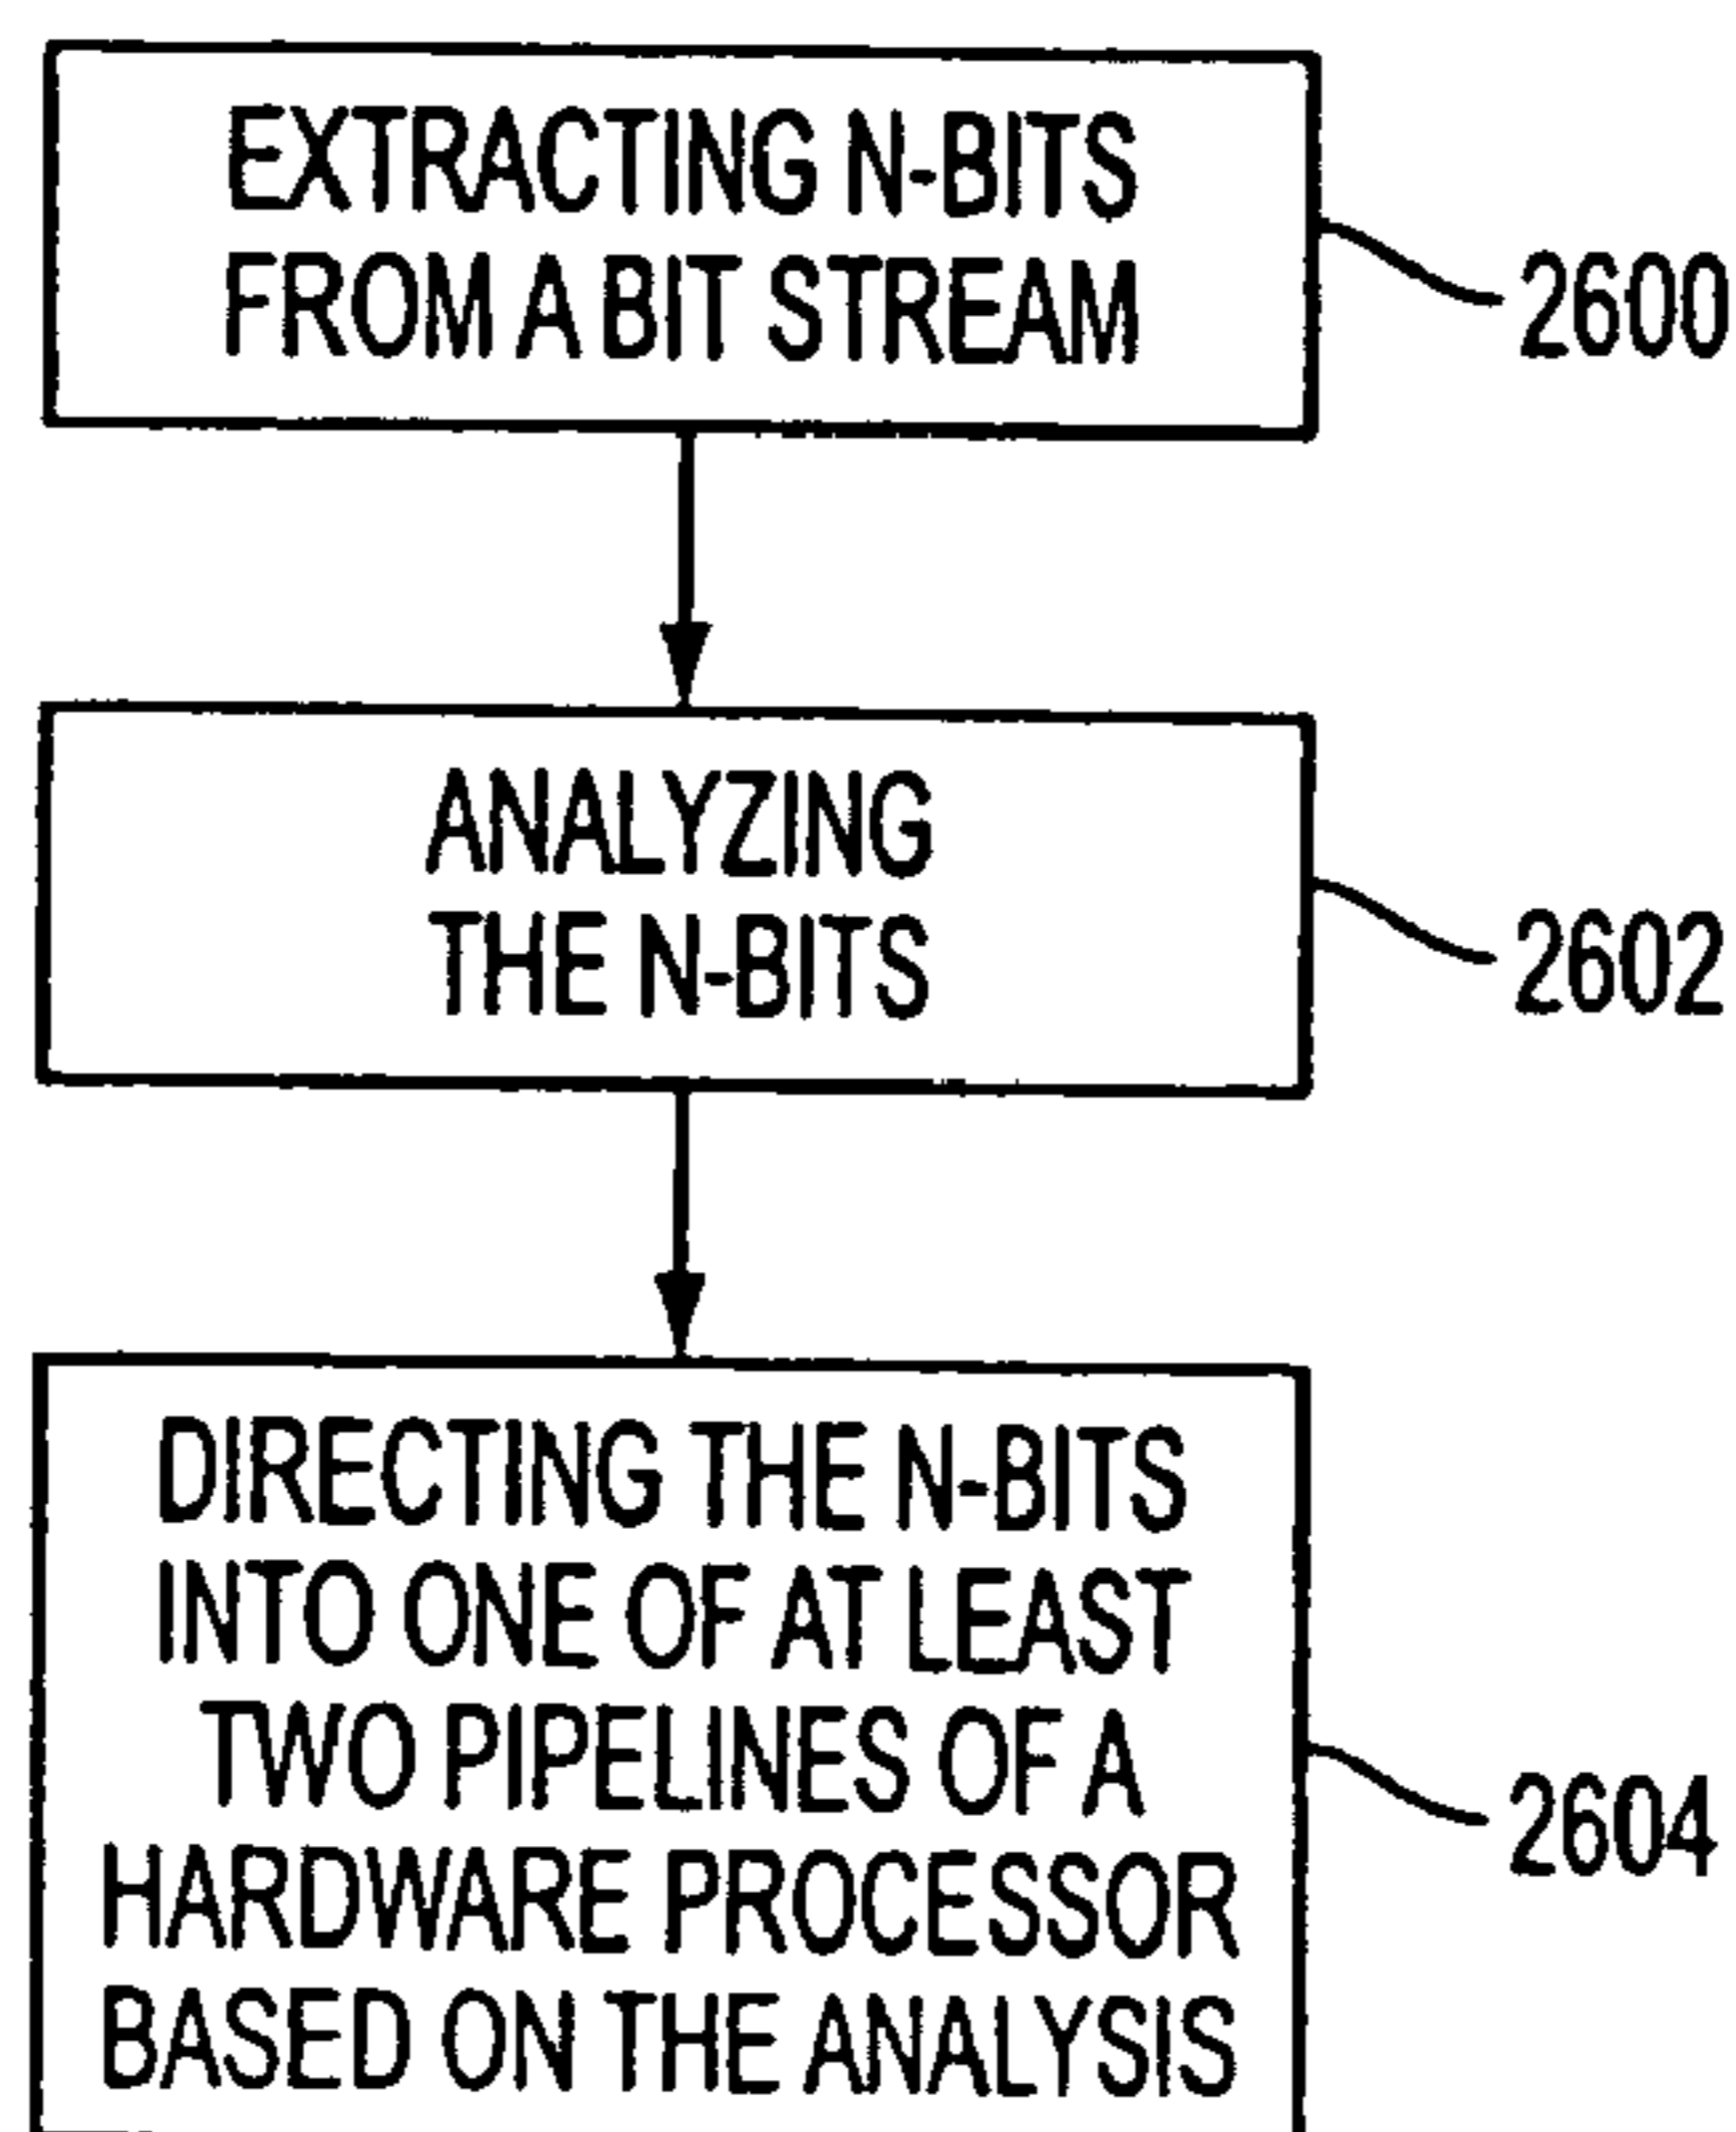 EXTRACTING N-BITS
FROM A BIT STREAM
2600
ANALYZING
THE N-BITS
2602
DIRECTING THE N-BITS
INTO ONE OF AT LEAST
TWO PIPELINES OF A
HARDWARE PROCESSOR
BASED ON THE ANALYSIS
2604